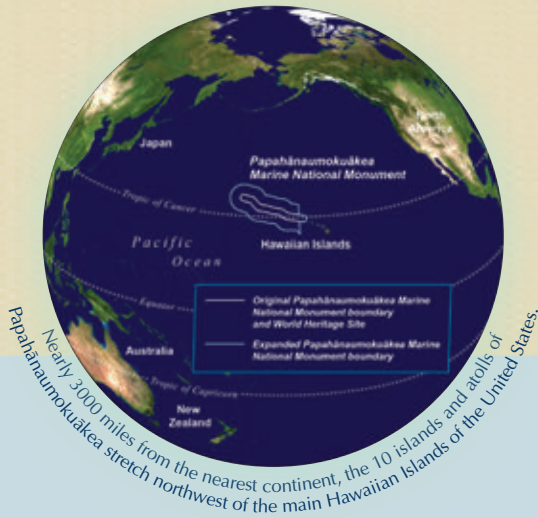 North
America
Japan
Papahānaumokuākea
Marine National Monument
Tropic of Cancer
Hawaiian Islands
Pacific
Ocean
Equator
Original Papahānaumokuākea Marine
National Monument boundary
and World Heritage Site
Expanded Papahānaumokuākea Marine
National Monument boundary
Australia
Tropic of Capricorn
New
Zealand
Nearly 3000 miles from the nearest continent, the 10 islands and atolls of
Papahānaumokuākea stretch northwest of the main Hawaiian Islands of the United States.